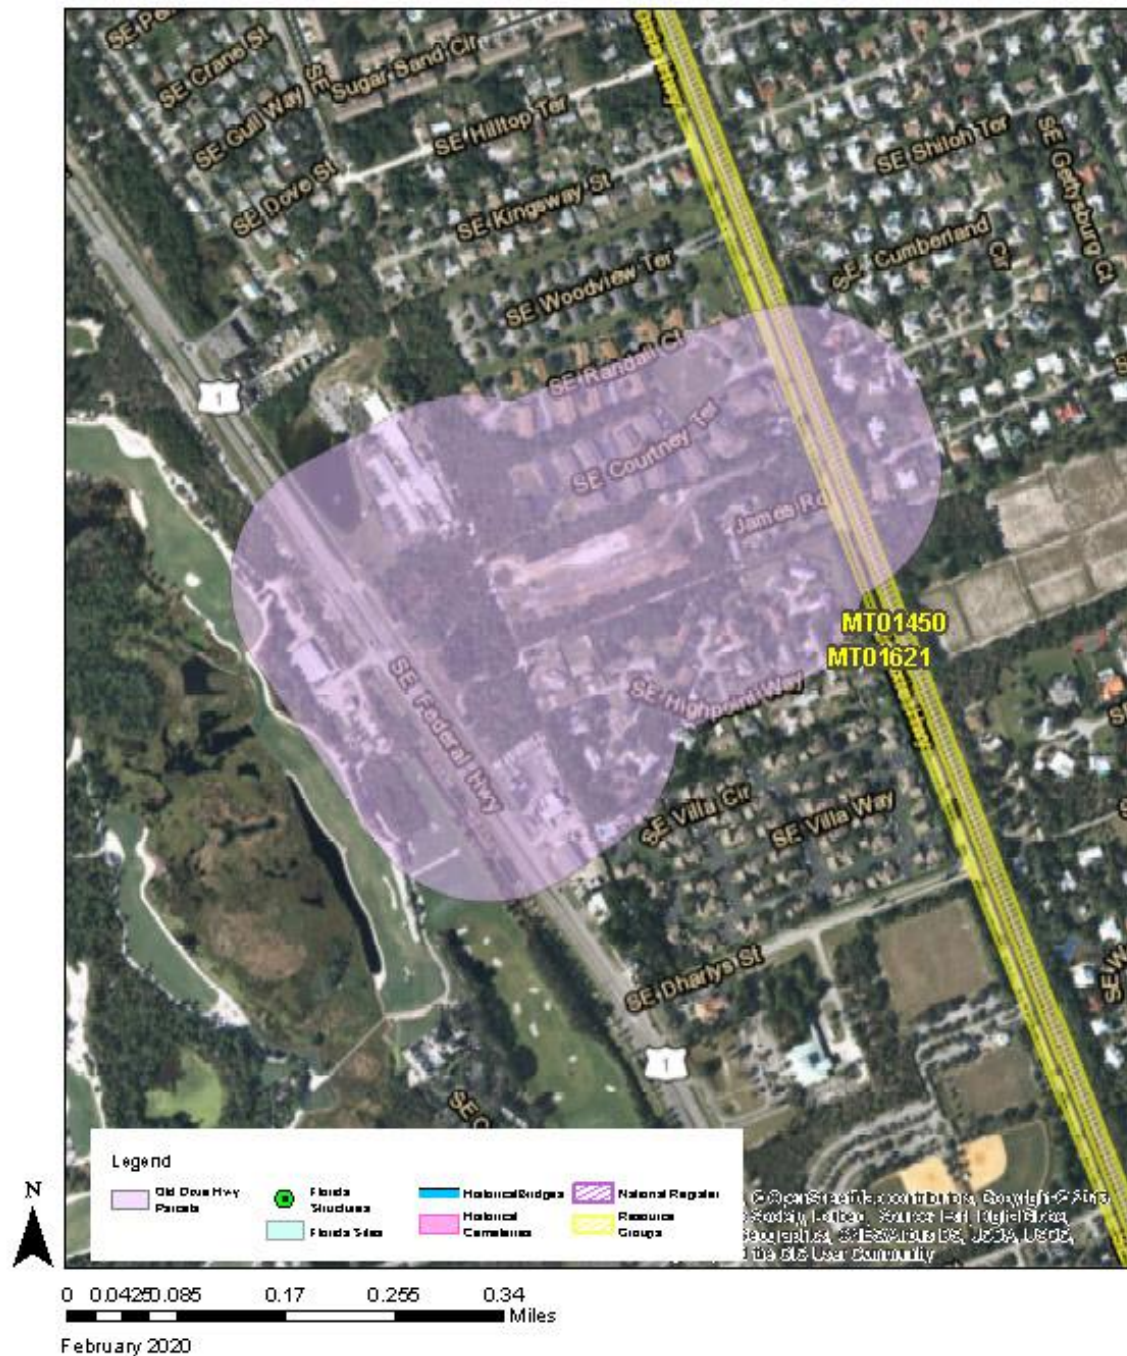 SE Crane St
SE Gull Way
Sugar Sand Cir
SE Hilltop Ter
SE Dove St
SE Kingsway St
SE Woodview Ter
SE Shiloh Ter
SE Gettysburg Ct
SE Cumberland
Cir
1
SE Randall Ct
SE Courtney Ter
James Rd
MT01450
MT01621
SE Federal Hwy
SE Highpoint Way
SE Villa Cir
SE Villa Way
SE Dharlys St
1
Legend
Parcels
Florida
Structures
Florida Sites
Historical Bridges
Historical
Cemeteries
National Register
Resource
Groups
the GIS User Community
N
0 0.0425 0.085 0.17 0.255 0.34
Miles
February 2020